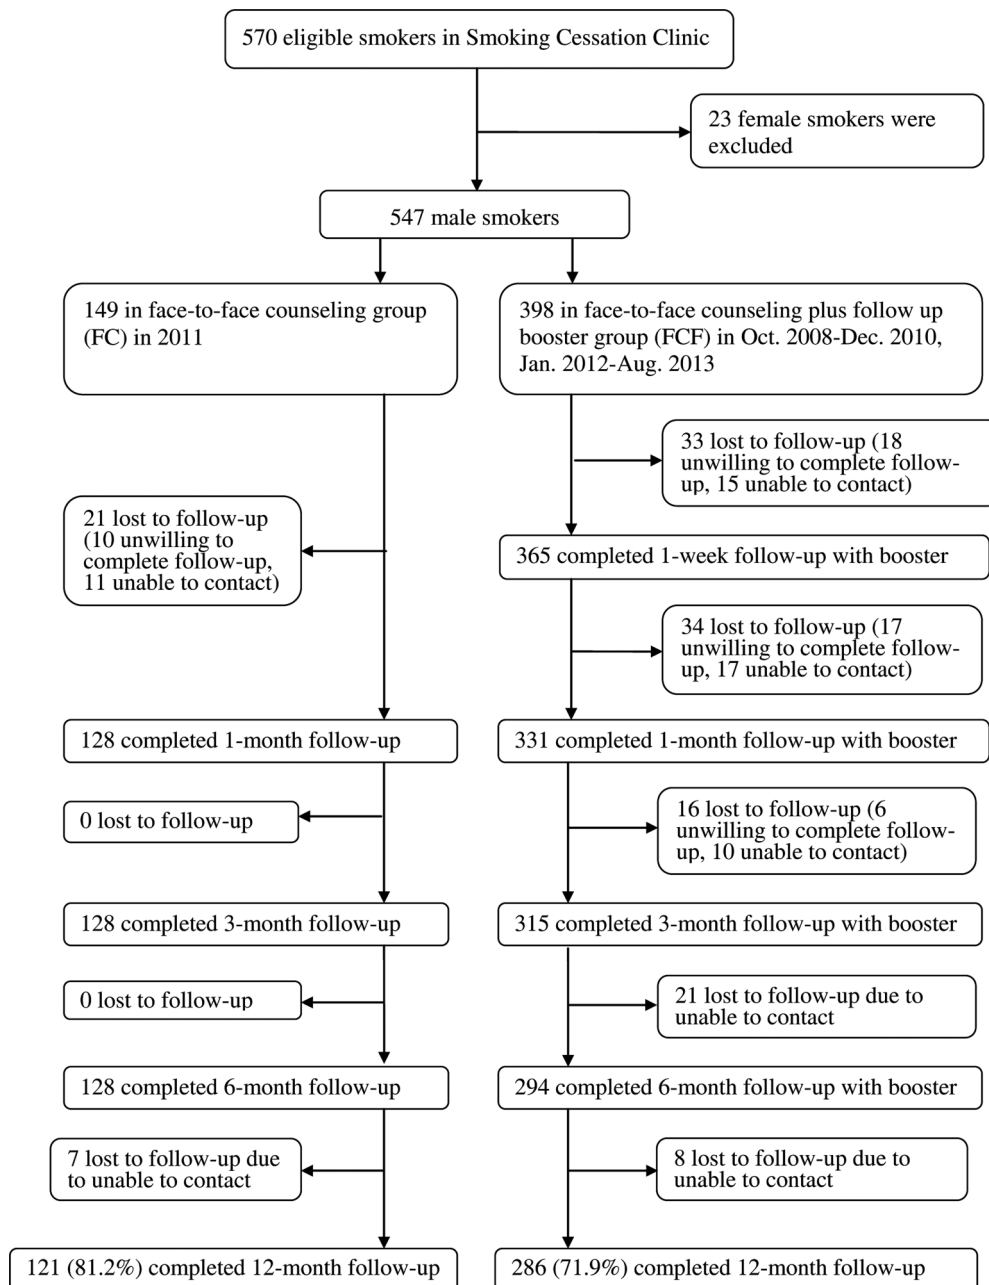 570 eligible smokers in Smoking Cessation Clinic
23 female smokers were
excluded
547 male smokers
149 in face-to-face counseling group
(FC) in 2011
398 in face-to-face counseling plus follow up
booster group (FCF) in Oct. 2008-Dec. 2010,
Jan. 2012-Aug. 2013
33 lost to follow-up (18
unwilling to complete follow-
up, 15 unable to contact)
21 lost to follow-up
(10 unwilling to
complete follow-up,
11 unable to contact)
365 completed 1-week follow-up with booster
34 lost to follow-up (17
unwilling to complete follow-
up, 17 unable to contact)
128 completed 1-month follow-up
331 completed 1-month follow-up with booster
0 lost to follow-up
16 lost to follow-up (6
unwilling to complete follow-
up, 10 unable to contact)
128 completed 3-month follow-up
315 completed 3-month follow-up with booster
0 lost to follow-up
21 lost to follow-up due to
unable to contact
128 completed 6-month follow-up
294 completed 6-month follow-up with booster
7 lost to follow-up due
to unable to contact
8 lost to follow-up due to
unable to contact
121 (81.2%) completed 12-month follow-up
286 (71.9%) completed 12-month follow-up